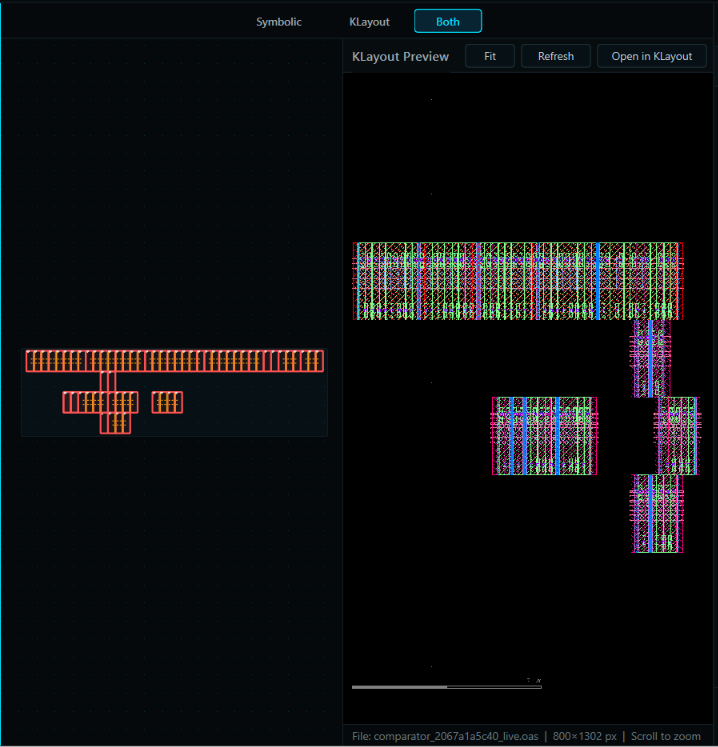 Symbolic KLayout Both
KLayout Preview Fit Refresh Open in KLayout
File: comparator_2067a1a5c40_live.oas | 800×1302 px | Scroll to zoom